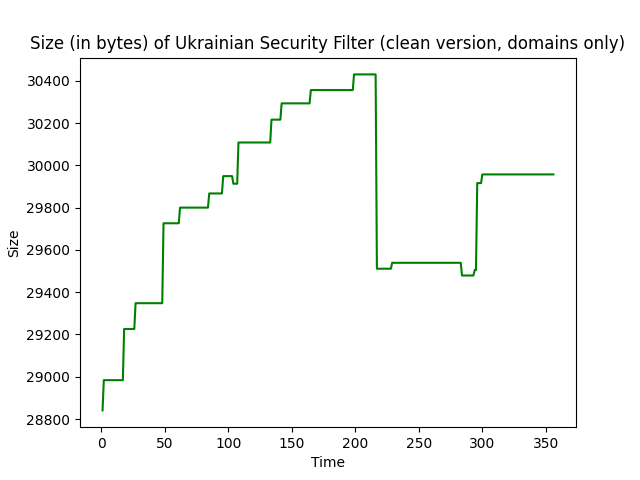 Size (in bytes) of Ukrainian Security Filter (clean version, domains only)
30400
30200
30000
29800
29600
29400
29200
29000
28800
Size
0 50 100 150 200 250 300 350
Time